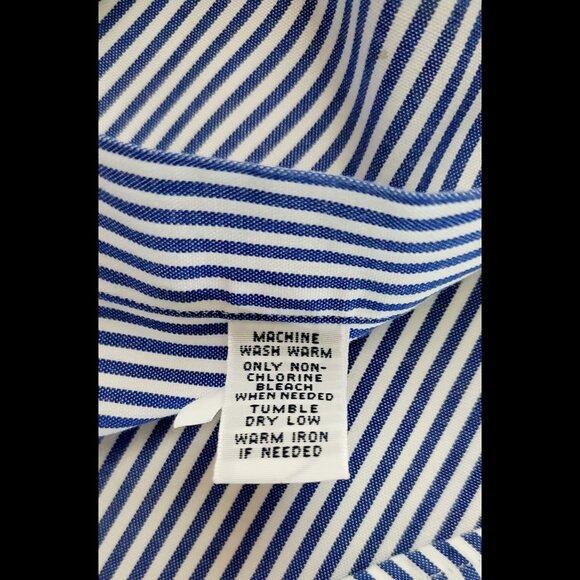 MACHINE
WASH WARM
ONLY NON-
CHLORINE
BLEACH
WHEN NEEDED
TUMBLE
DRY LOW
WARM IRON
IF NEEDED